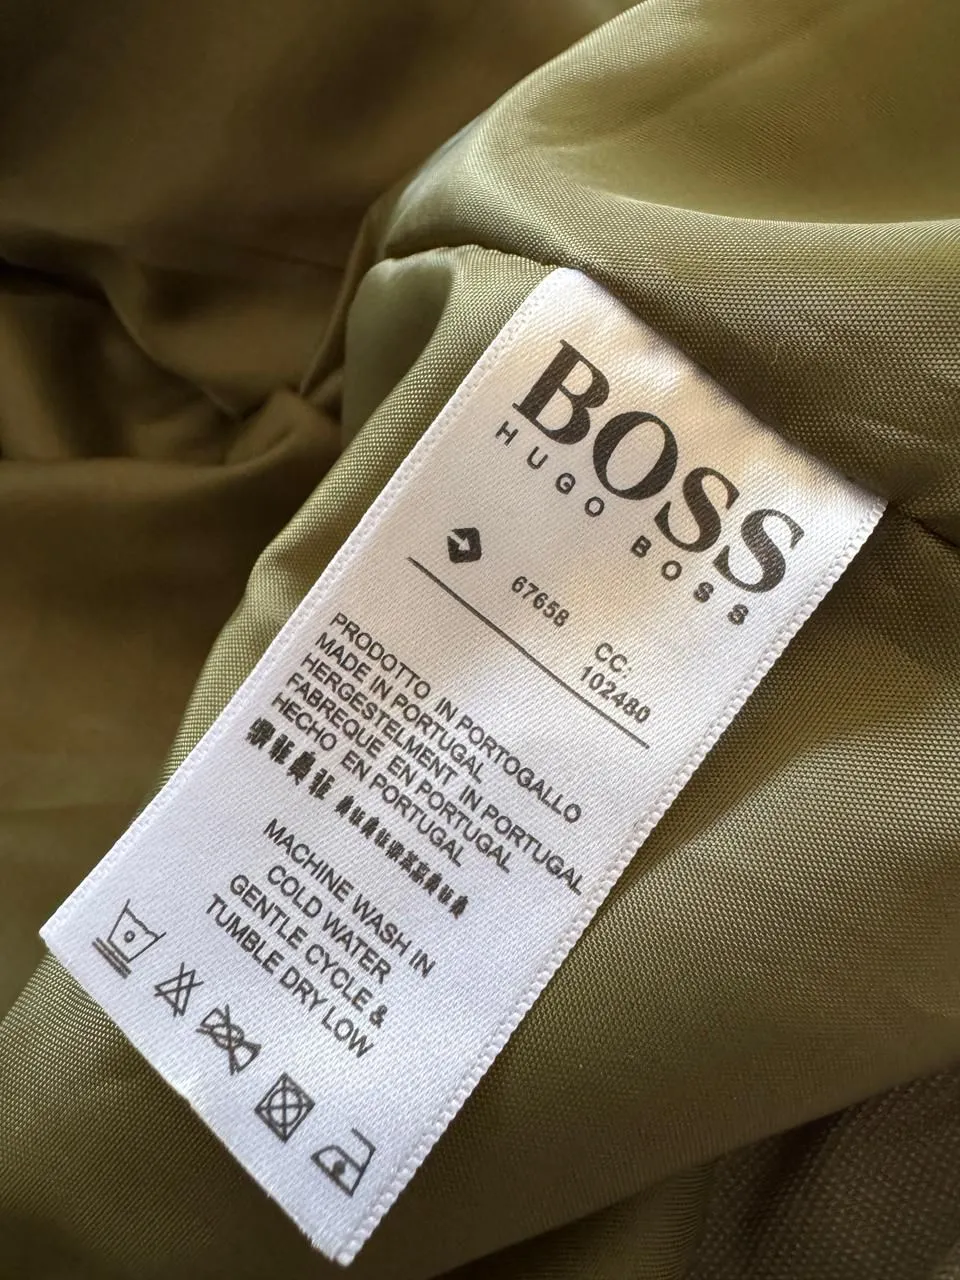 BOSS
HUGO BOSS
67658
CC:
102480
PRODOTTO IN PORTOGALLO
MADE IN PORTUGAL
HERGESTELMENT IN PORTUGAL
FABREQUE EN PORTUGAL
HECHO EN PORTUGAL
MACHINE WASH IN
COLD WATER
GENTLE CYCLE &
TUMBLE DRY LOW